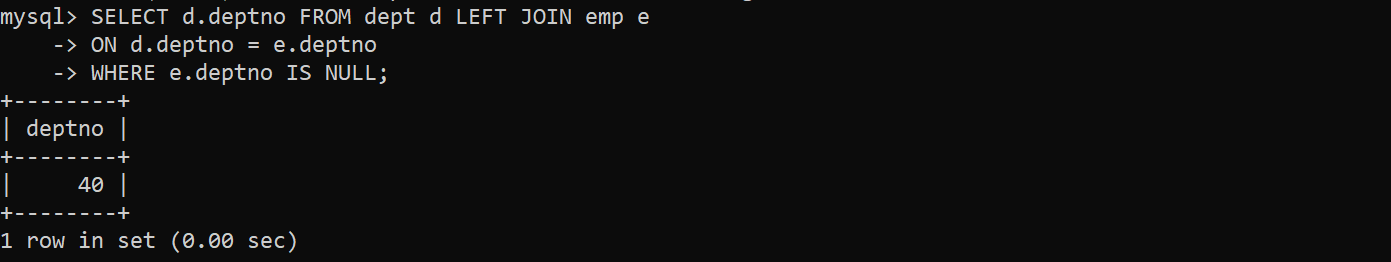 mysql> SELECT d.deptno FROM dept d LEFT JOIN emp e
    -> ON d.deptno = e.deptno
    -> WHERE e.deptno IS NULL;
+--------+
| deptno |
+--------+
|     40 |
+--------+
1 row in set (0.00 sec)